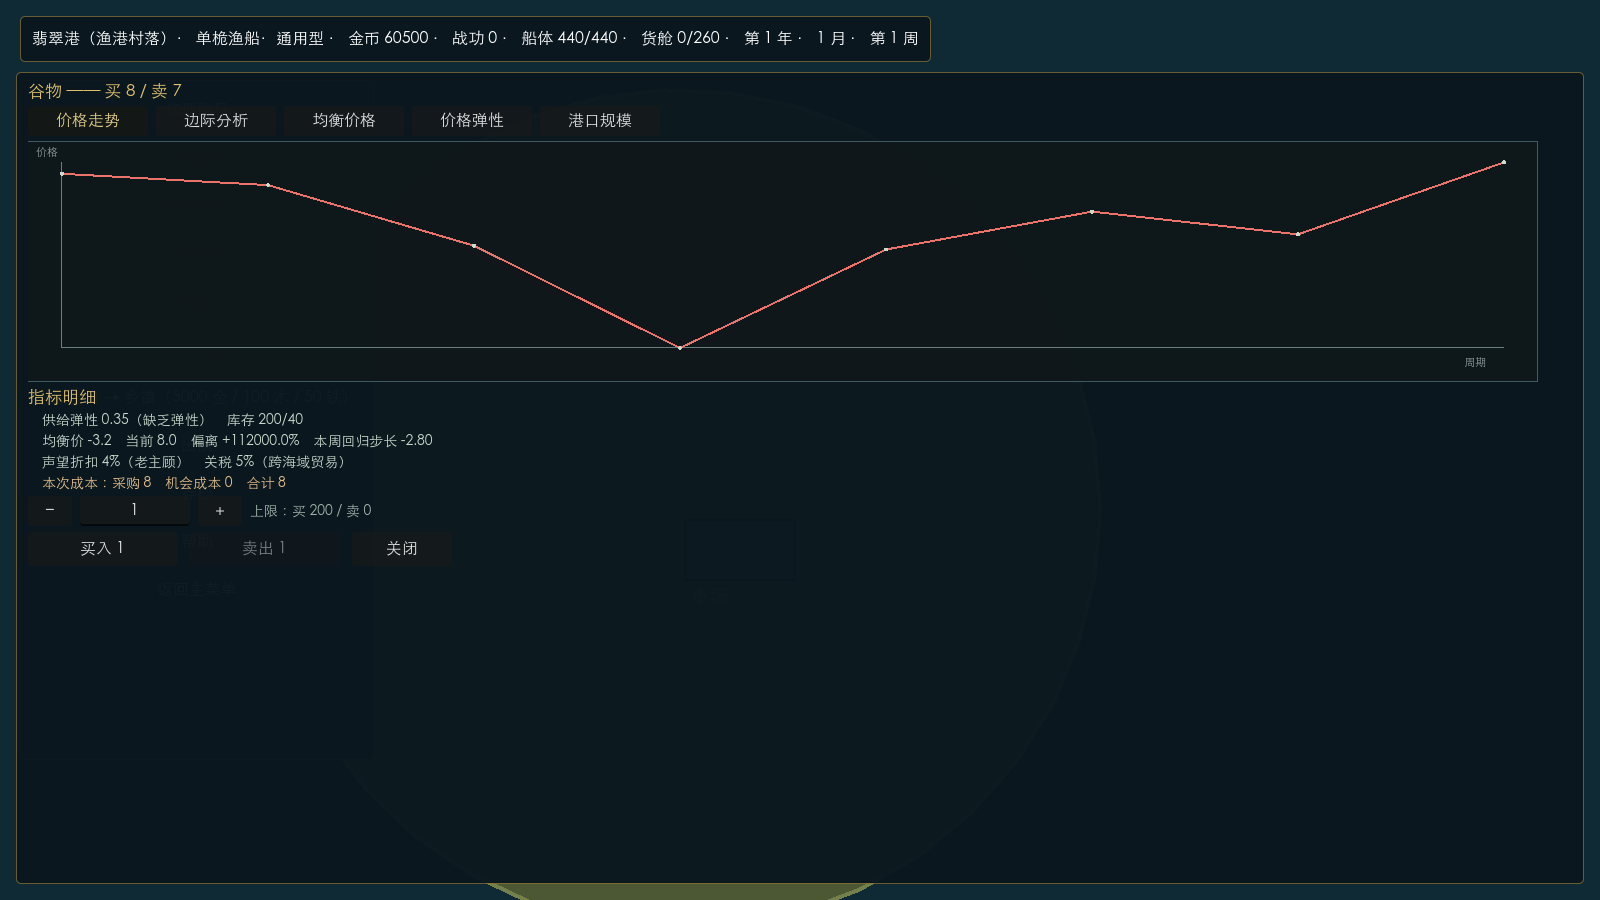 翡翠港（渔港村落）· 单桅渔船· 通用型 · 金币 60500 · 战功 0 · 船体 440/440 · 货舱 0/260 · 第 1 年 · 1 月 · 第 1 周
谷物 —— 买 8 / 卖 7
价格走势 边际分析 均衡价格 价格弹性 港口规模
价格
周期
指标明细
供给弹性 0.35（缺乏弹性） 库存 200/40
均衡价 -3.2 当前 8.0 偏离 +112000.0% 本周回归步长 -2.80
声望折扣 4%（老主顾） 关税 5%（跨海域贸易）
本次成本：采购 8 机会成本 0 合计 8
− 1 + 上限：买 200 / 卖 0
买入 1 卖出 1 关闭